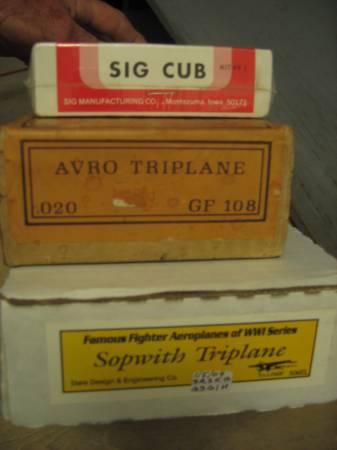 SIG CUB
SIG MANUFACTURING CO., Montezuma, Iowa 50171
AVRO TRIPLANE
.020 GF 108
Famous Fighter Aeroplanes of WWI Series
Sopwith Triplane
Dare Design & Engineering Co.